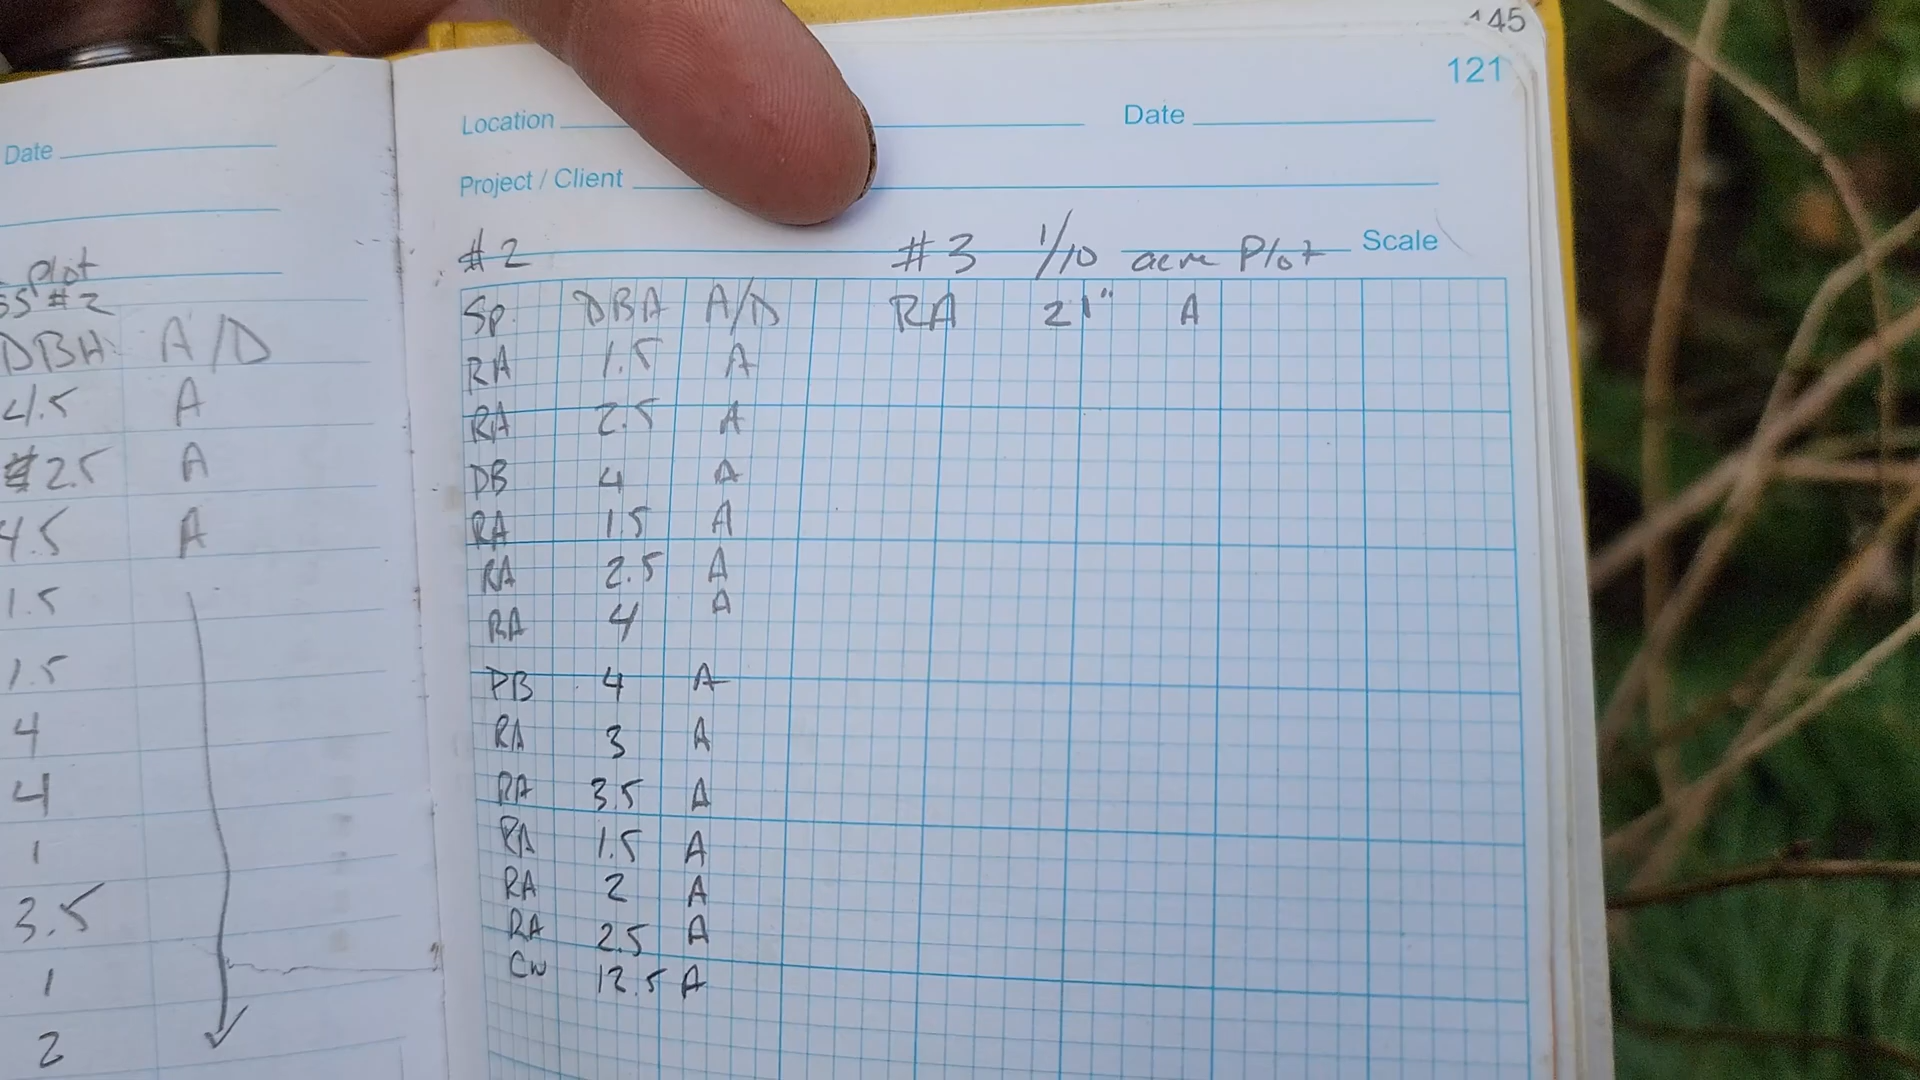 Date
Plot
#2
DBH A/D
4.5 A
2.5 A
4.5 A
1.5
1.5
4
4
1
3.5
1
2
145
121
Location Date
Project / Client
#2 #3 1/10 acre Plot Scale
Sp. DBA A/D RA 21" A
RA 1.5 A
RA 2.5 A
DB 4 A
RA 1.5 A
RA 2.5 A
RA 4 A
PB 4 A
RA 3 A
RA 3.5 A
RA 1.5 A
RA 2 A
RA 2.5 A
CW 12.5 A